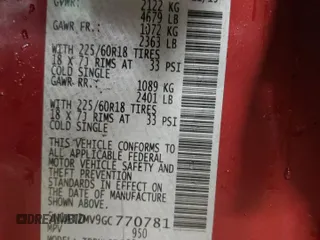 GVWR: 2122 KG
4679 LB
GAWR FR.: 1072 KG
2363 LB
WITH 225/60R18 TIRES
18 X 7J RIMS AT 33 PSI
COLD SINGLE
GAWR RR.: 1089 KG
2401 LB
WITH 225/60R18 TIRES
18 X 7J RIMS AT 33 PSI
COLD SINGLE
THIS VEHICLE CONFORMS TO
ALL APPLICABLE FEDERAL
MOTOR VEHICLE SAFETY AND
STANDARDS IN EFFECT ON THE
DATE OF MANUFACTURE SHOWN
ABOVE.
MV9GC770781
MPV 950